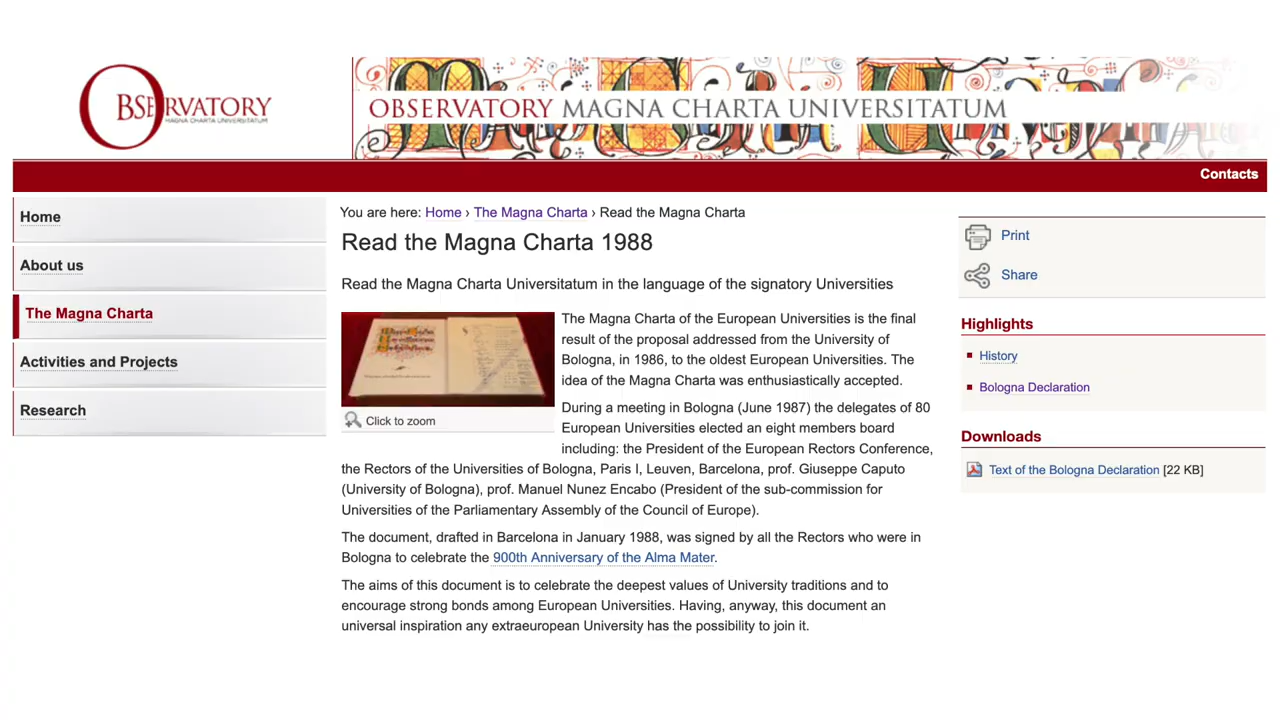 OBSERVATORY
MAGNA CHARTA UNIVERSITATUM
OBSERVATORY MAGNA CHARTA UNIVERSITATUM
Contacts
Home
About us
The Magna Charta
Activities and Projects
Research
You are here: Home › The Magna Charta › Read the Magna Charta
Read the Magna Charta 1988
Read the Magna Charta Universitatum in the language of the signatory Universities
Click to zoom
The Magna Charta of the European Universities is the final
result of the proposal addressed from the University of
Bologna, in 1986, to the oldest European Universities. The
idea of the Magna Charta was enthusiastically accepted.
During a meeting in Bologna (June 1987) the delegates of 80
European Universities elected an eight members board
including: the President of the European Rectors Conference,
the Rectors of the Universities of Bologna, Paris I, Leuven, Barcelona, prof. Giuseppe Caputo
(University of Bologna), prof. Manuel Nunez Encabo (President of the sub-commission for
Universities of the Parliamentary Assembly of the Council of Europe).
The document, drafted in Barcelona in January 1988, was signed by all the Rectors who were in
Bologna to celebrate the 900th Anniversary of the Alma Mater.
The aims of this document is to celebrate the deepest values of University traditions and to
encourage strong bonds among European Universities. Having, anyway, this document an
universal inspiration any extraeuropean University has the possibility to join it.
Print
Share
Highlights
History
Bologna Declaration
Downloads
Text of the Bologna Declaration [22 KB]